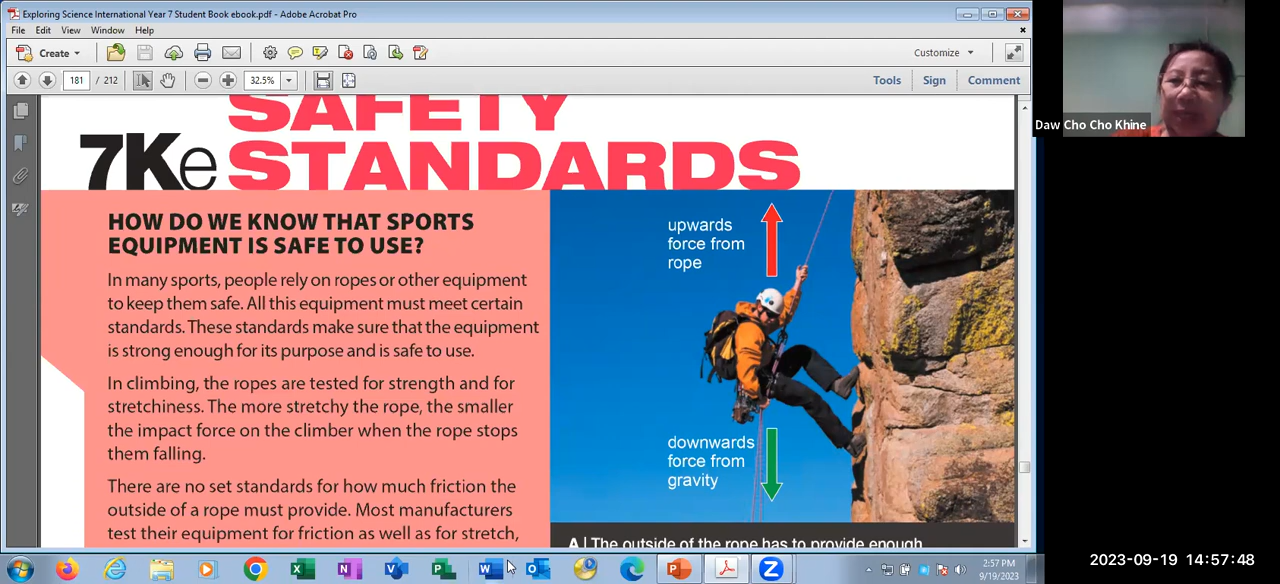 Exploring Science International Year 7 Student Book ebook.pdf - Adobe Acrobat Pro
File Edit View Window Help
Create
Customize
181 / 212
32.5%
Tools Sign Comment
Daw Cho Cho Khine
SAFETY
7Ke STANDARDS
HOW DO WE KNOW THAT SPORTS
EQUIPMENT IS SAFE TO USE?
In many sports, people rely on ropes or other equipment
to keep them safe. All this equipment must meet certain
standards. These standards make sure that the equipment
is strong enough for its purpose and is safe to use.
In climbing, the ropes are tested for strength and for
stretchiness. The more stretchy the rope, the smaller
the impact force on the climber when the rope stops
them falling.
There are no set standards for how much friction the
outside of a rope must provide. Most manufacturers
test their equipment for friction as well as for stretch,
upwards
force from
rope
downwards
force from
gravity
A | The outside of the rope has to provide enough
2:57 PM
9/19/2023
2023-09-19 14:57:48